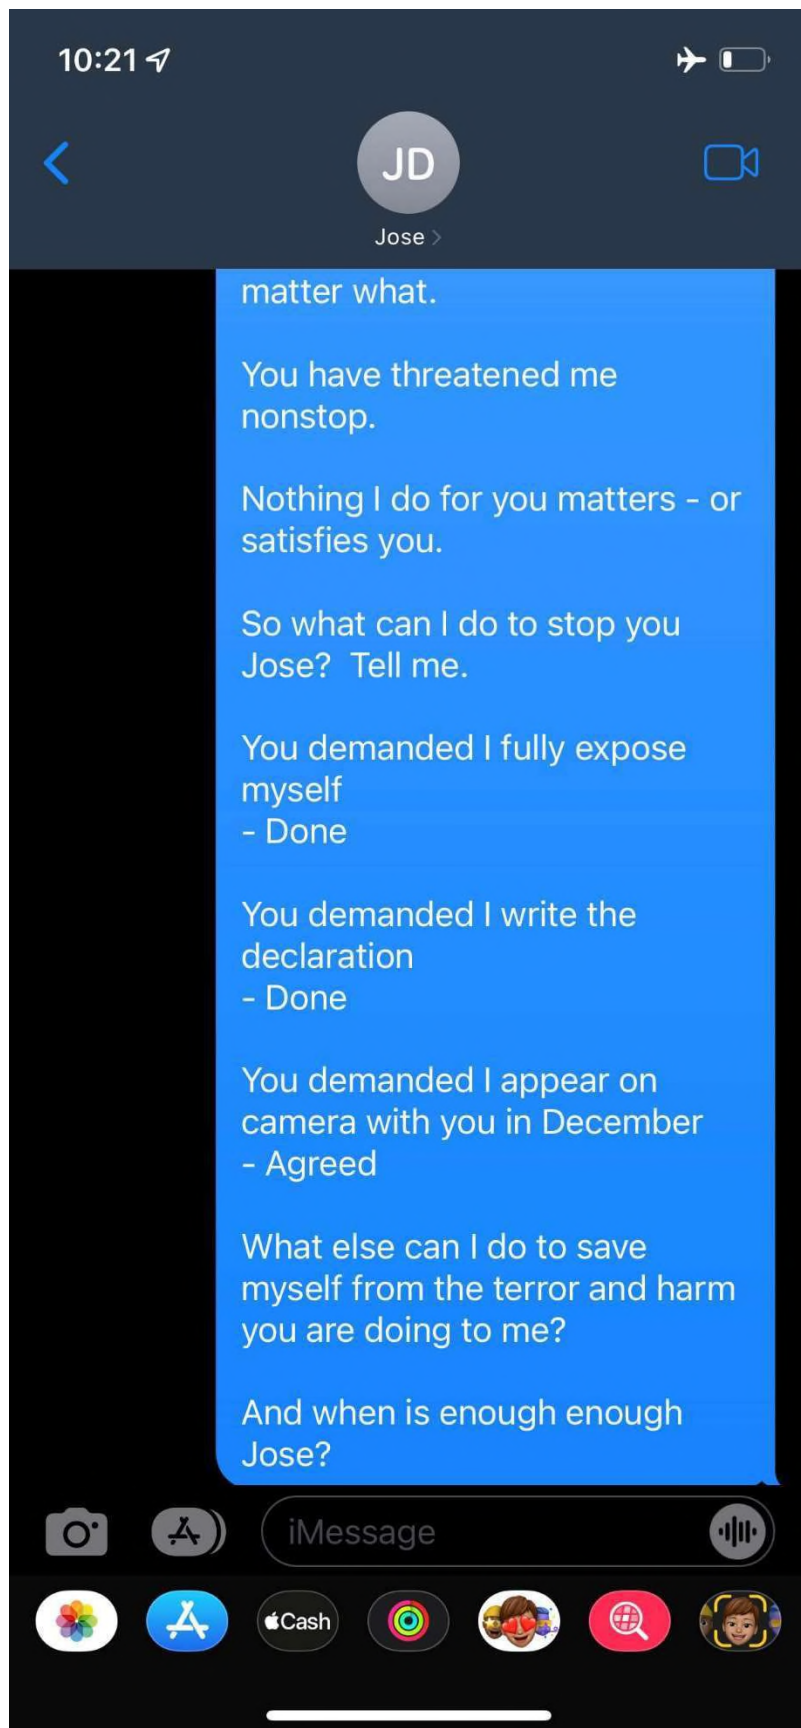 10:21
JD
Jose
matter what.
You have threatened me
nonstop.
Nothing I do for you matters - or
satisfies you.
So what can I do to stop you
Jose?  Tell me.
You demanded I fully expose
myself
- Done
You demanded I write the
declaration
- Done
You demanded I appear on
camera with you in December
- Agreed
What else can I do to save
myself from the terror and harm
you are doing to me?
And when is enough enough
Jose?
iMessage
Cash